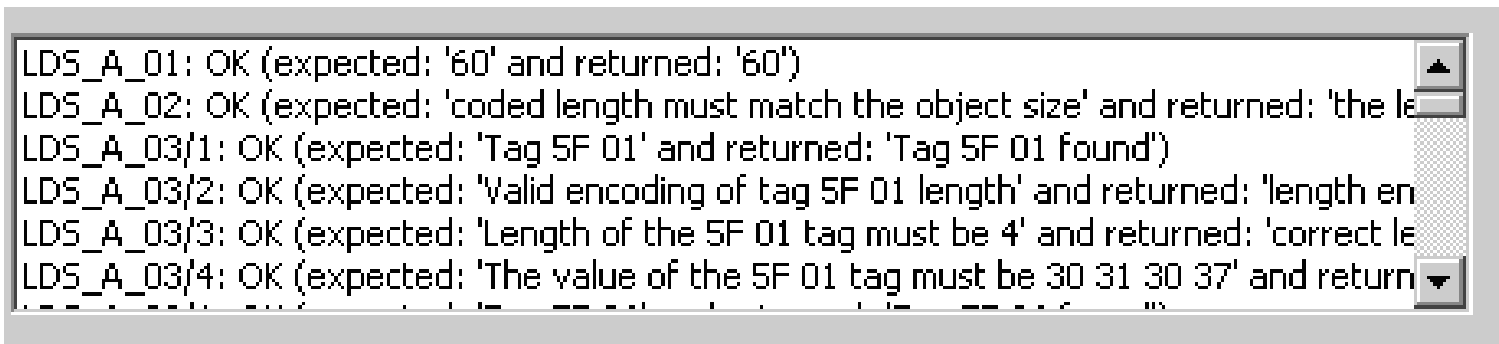 LDS_A_01: OK (expected: '60' and returned: '60')
LDS_A_02: OK (expected: 'coded length must match the object size' and returned: 'the le
LDS_A_03/1: OK (expected: 'Tag 5F 01' and returned: 'Tag 5F 01 found')
LDS_A_03/2: OK (expected: 'Valid encoding of tag 5F 01 length' and returned: 'length en
LDS_A_03/3: OK (expected: 'Length of the 5F 01 tag must be 4' and returned: 'correct le
LDS_A_03/4: OK (expected: 'The value of the 5F 01 tag must be 30 31 30 37' and return